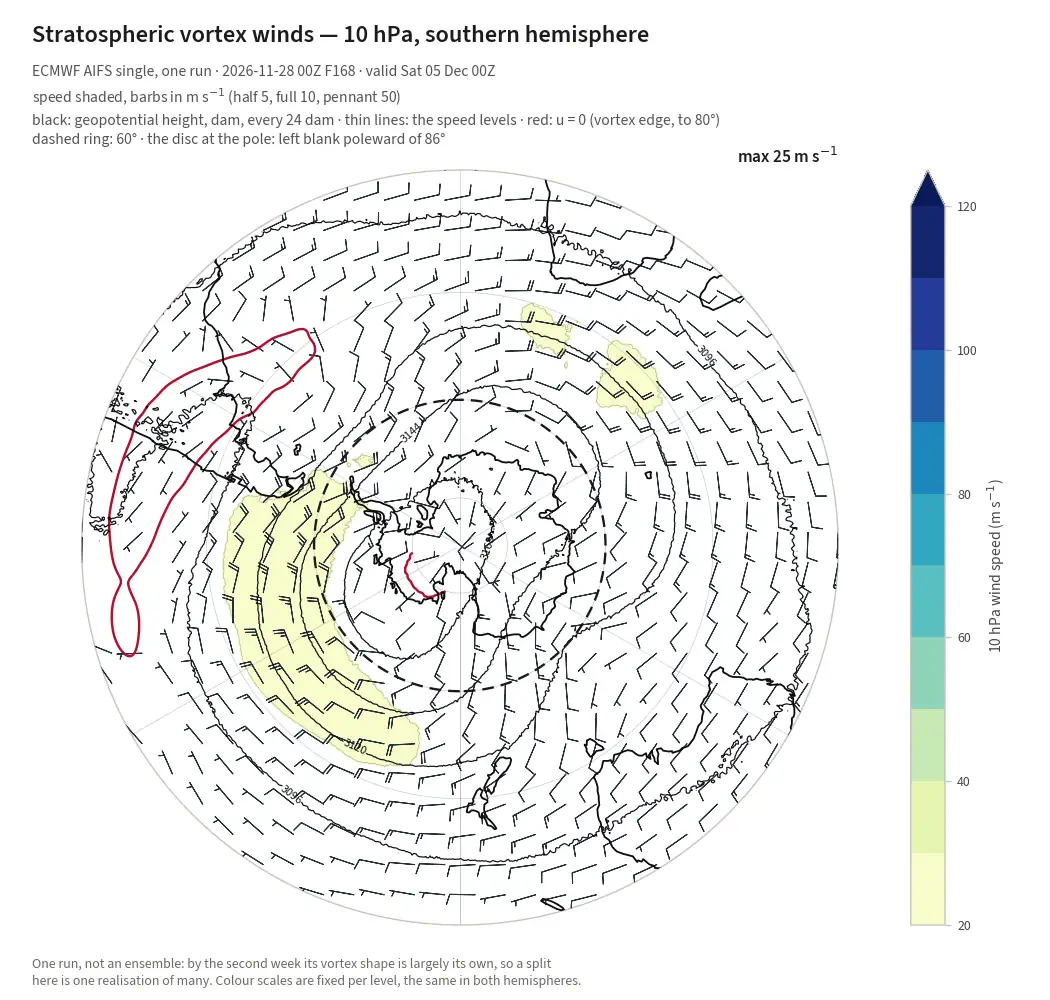 Stratospheric vortex winds — 10 hPa, southern hemisphere
ECMWF AIFS single, one run · 2026-11-28 00Z F168 · valid Sat 05 Dec 00Z
speed shaded, barbs in m s⁻¹ (half 5, full 10, pennant 50)
black: geopotential height, dam, every 24 dam · thin lines: the speed levels · red: u = 0 (vortex edge, to 80°)
dashed ring: 60° · the disc at the pole: left blank poleward of 86°
max 25 m s⁻¹
120
100
80
60
40
20
10 hPa wind speed (m s⁻¹)
3096
3144
3120
3096
One run, not an ensemble: by the second week its vortex shape is largely its own, so a split
here is one realisation of many. Colour scales are fixed per level, the same in both hemispheres.